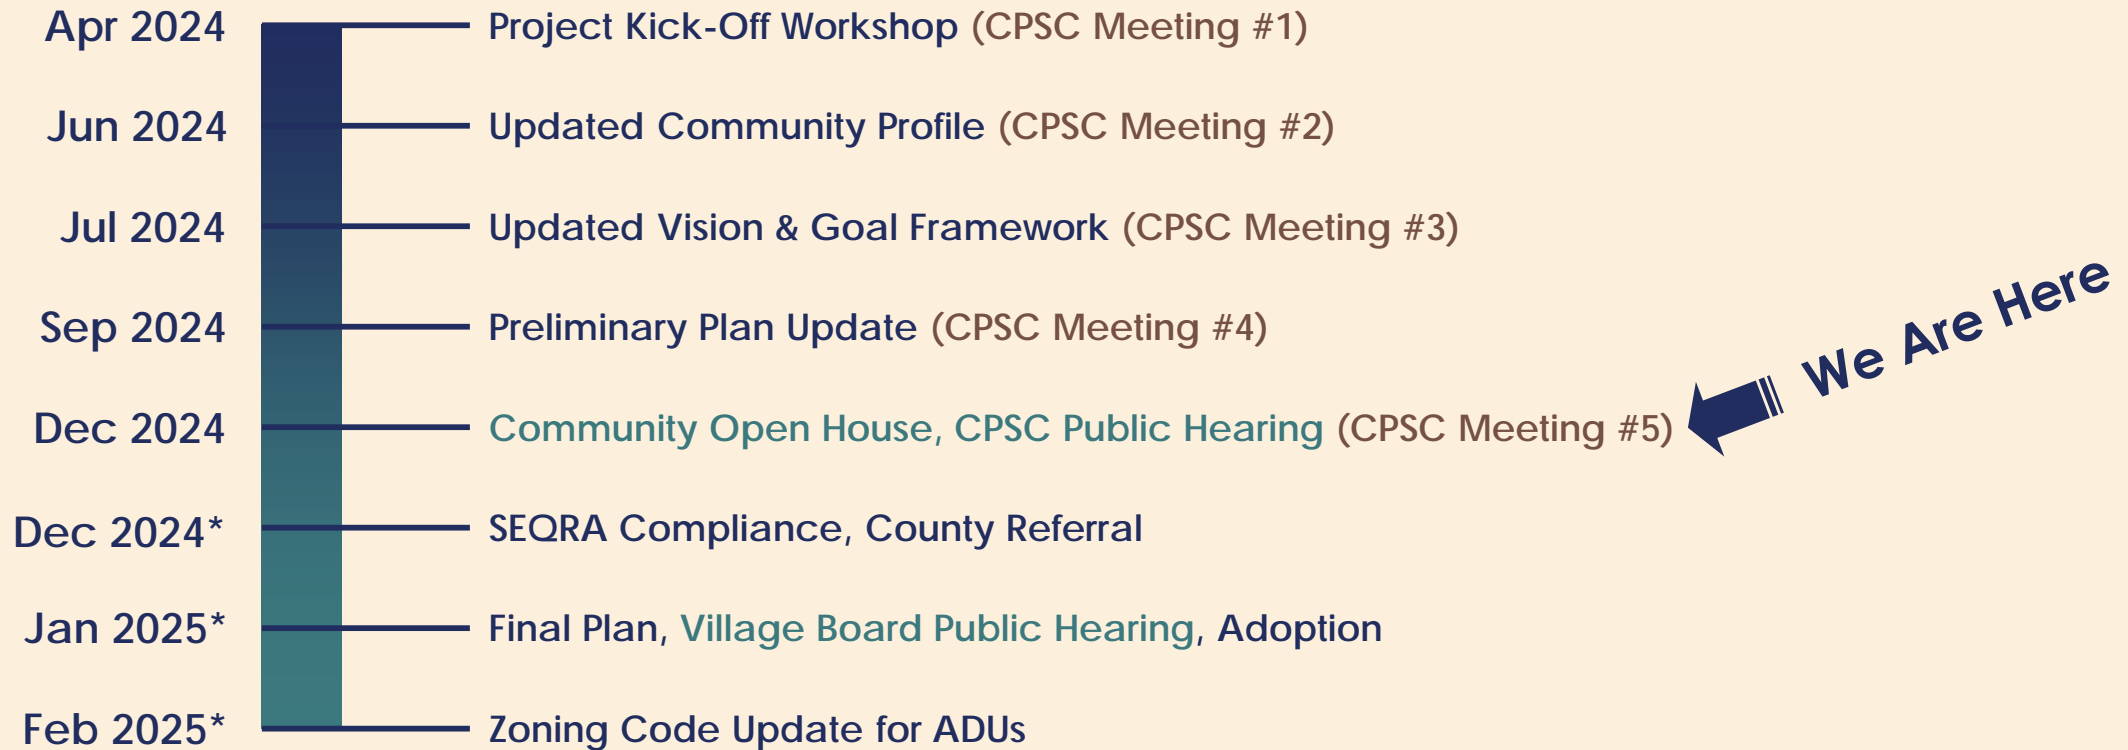 Apr 2024 Project Kick-Off Workshop (CPSC Meeting #1)
Jun 2024 Updated Community Profile (CPSC Meeting #2)
Jul 2024 Updated Vision & Goal Framework (CPSC Meeting #3)
Sep 2024 Preliminary Plan Update (CPSC Meeting #4)
We Are Here
Dec 2024 Community Open House, CPSC Public Hearing (CPSC Meeting #5)
Dec 2024* SEQRA Compliance, County Referral
Jan 2025* Final Plan, Village Board Public Hearing, Adoption
Feb 2025* Zoning Code Update for ADUs